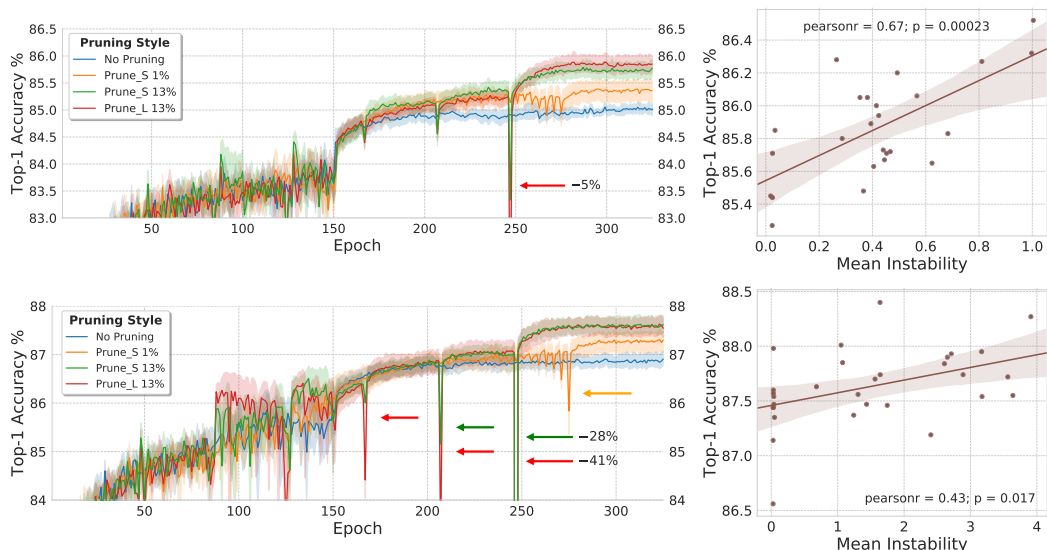 86.5
86.0
85.5
85.0
84.5
84.0
83.5
83.0
Top-1 Accuracy %
Pruning Style
No Pruning
Prune_S 1%
Prune_S 13%
Prune_L 13%
−5%
86.5
86.0
85.5
85.0
84.5
84.0
83.5
83.0
50 100 150 200 250 300
Epoch
pearsonr = 0.67; p = 0.00023
86.4
86.2
86.0
85.8
85.6
85.4
Top-1 Accuracy %
0.0 0.2 0.4 0.6 0.8 1.0
Mean Instability
88
87
86
85
84
Top-1 Accuracy %
Pruning Style
No Pruning
Prune_S 1%
Prune_S 13%
Prune_L 13%
−28%
−41%
88
87
86
85
84
50 100 150 200 250 300
Epoch
88.5
88.0
87.5
87.0
86.5
Top-1 Accuracy %
pearsonr = 0.43; p = 0.017
0 1 2 3 4
Mean Instability